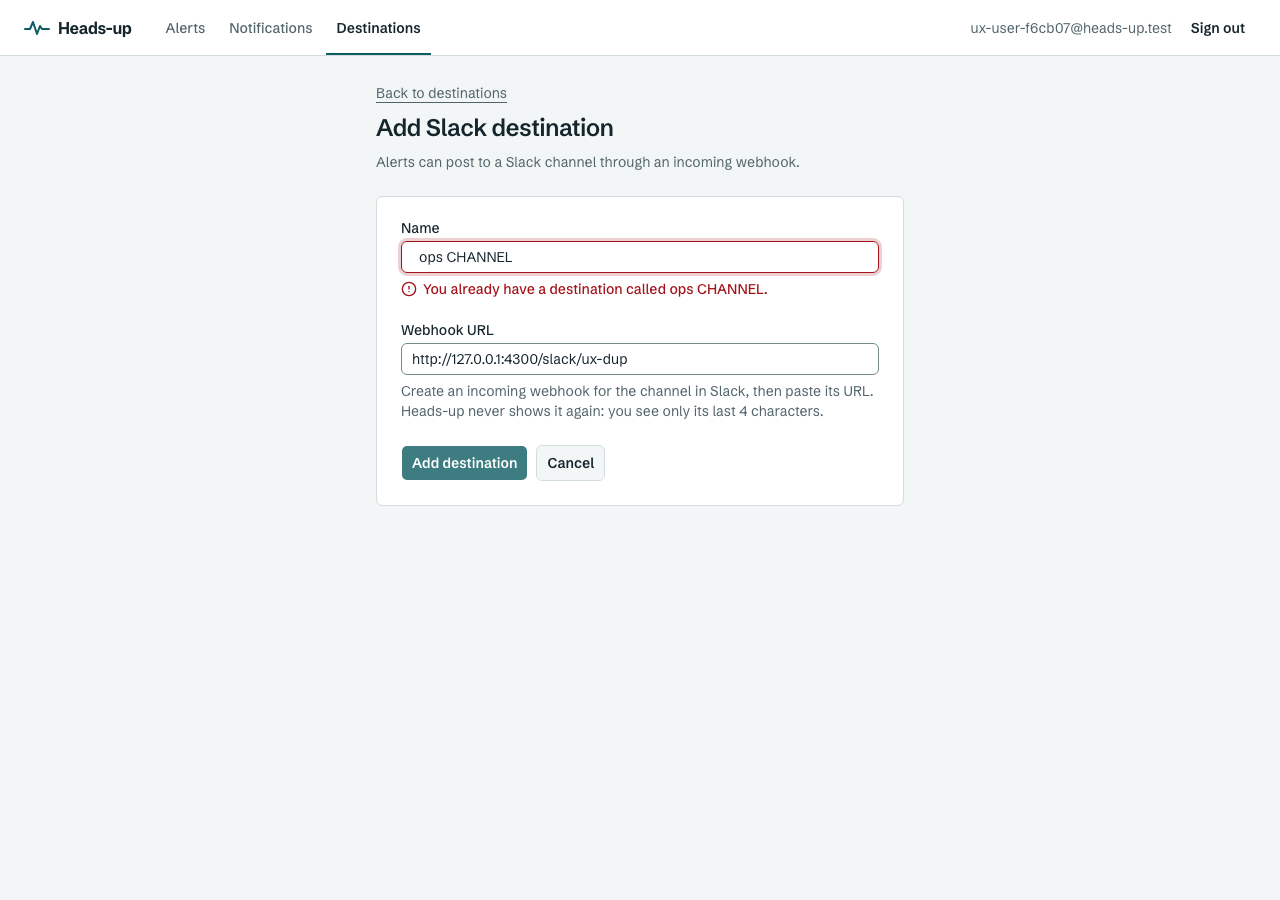 Heads-up
Alerts
Notifications
Destinations
ux-user-f6cb07@heads-up.test
Sign out
Back to destinations
Add Slack destination
Alerts can post to a Slack channel through an incoming webhook.
Name
ops CHANNEL
You already have a destination called ops CHANNEL.
Webhook URL
http://127.0.0.1:4300/slack/ux-dup
Create an incoming webhook for the channel in Slack, then paste its URL.
Heads-up never shows it again: you see only its last 4 characters.
Add destination
Cancel